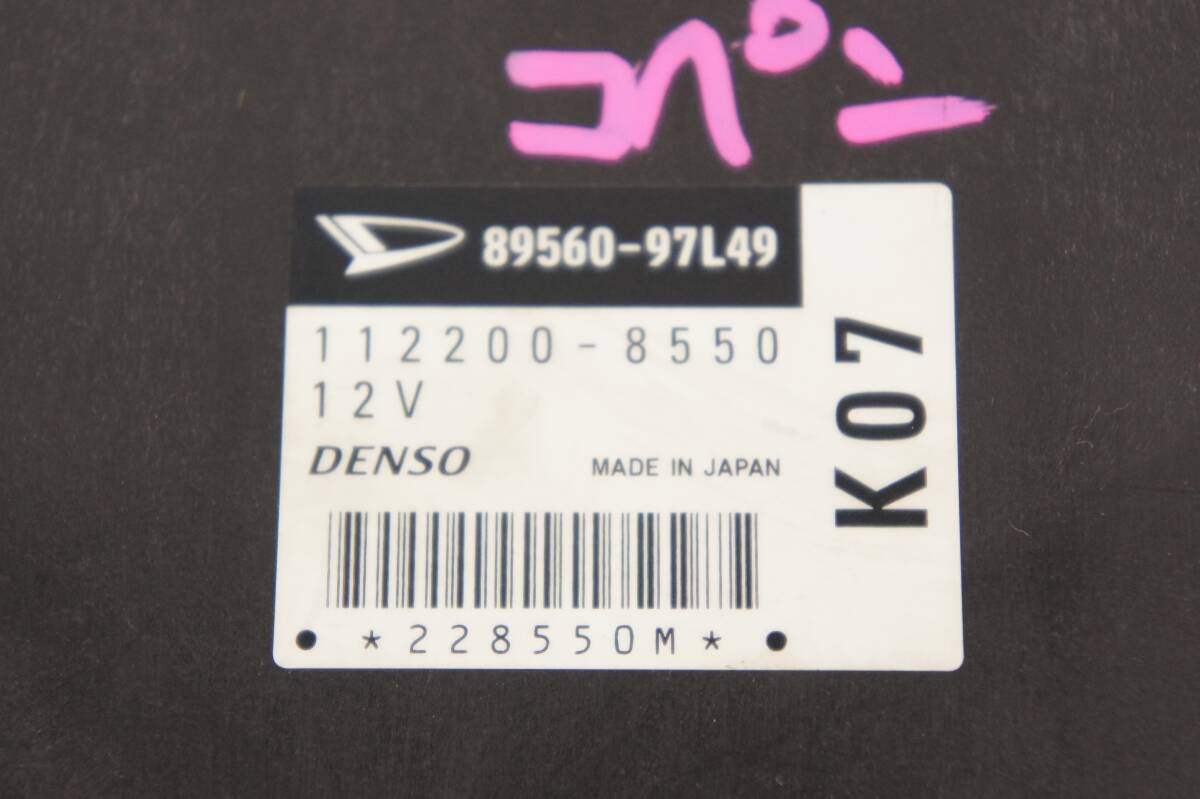 コペン
89560-97L49
112200-8550
12V
DENSO MADE IN JAPAN
*228550M*
K07